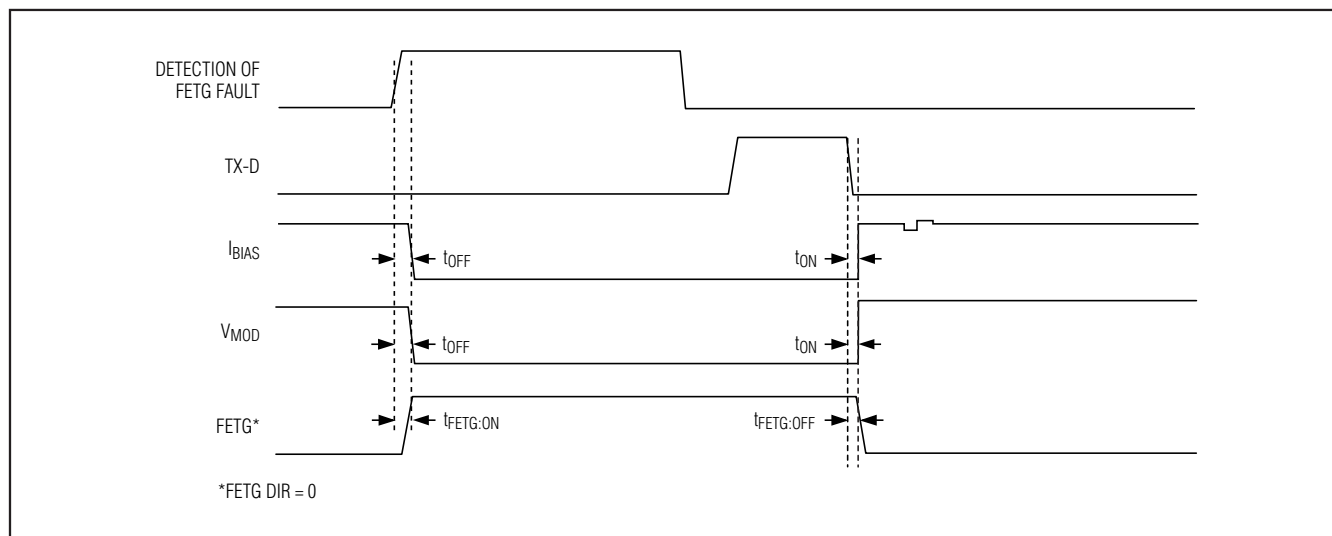 DETECTION OF
FETG FAULT
TX-D
IBIAS
tOFF
tON
VMOD
tOFF
tON
FETG*
tFETG:ON
tFETG:OFF
*FETG DIR = 0